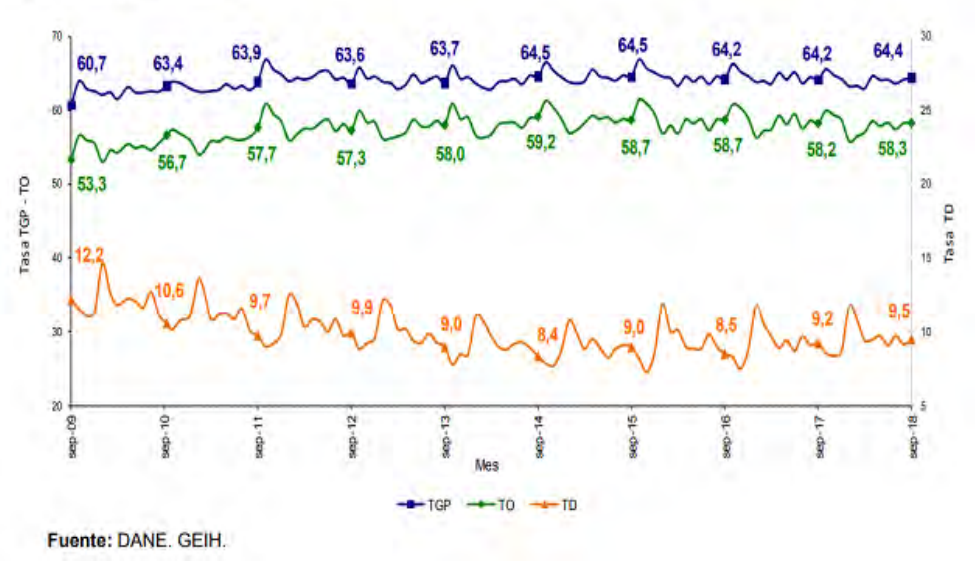 70
60
50
40
30
20
Tasa TGP - TO
30
25
20
15
10
5
Tasa TD
60,7
63,4
63,9
63,6
63,7
64,5
64,5
64,2
64,2
64,4
53,3
56,7
57,7
57,3
58,0
59,2
58,7
58,7
58,2
58,3
12,2
10,6
9,7
9,9
9,0
8,4
9,0
8,5
9,2
9,5
sep-09
sep-10
sep-11
sep-12
sep-13
sep-14
sep-15
sep-16
sep-17
sep-18
Mes
TGP TO TD
Fuente: DANE. GEIH.